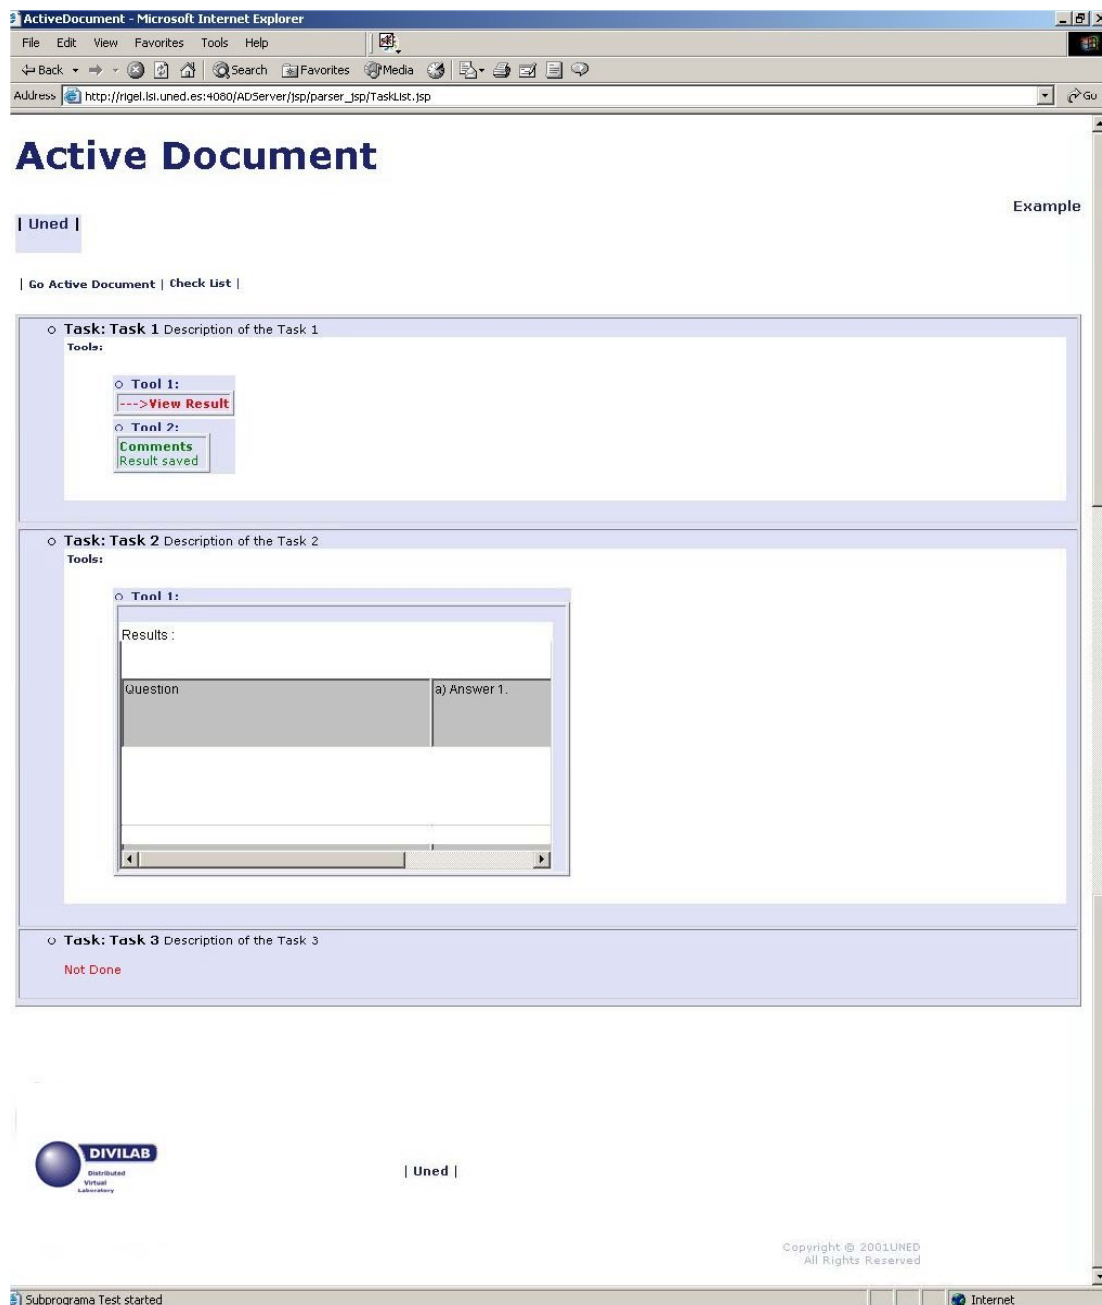 ActiveDocument - Microsoft Internet Explorer
File Edit View Favorites Tools Help
Back Search Favorites Media
Address http://rigel.lsi.uned.es:4080/ADServer/jsp/parser_jsp/TaskList.jsp Go
Active Document
Example
| Uned |
| Go Active Document | Check List |
Task: Task 1 Description of the Task 1
Tools:
Tool 1:
--->View Result
Tool 2:
Comments
Result saved
Task: Task 2 Description of the Task 2
Tools:
Tool 1:
Results :
Question a) Answer 1.
Task: Task 3 Description of the Task 3
Not Done
DIVILAB
Distributed
Virtual
Laboratory
| Uned |
Copyright © 2001UNED
All Rights Reserved
Subprograma Test started Internet